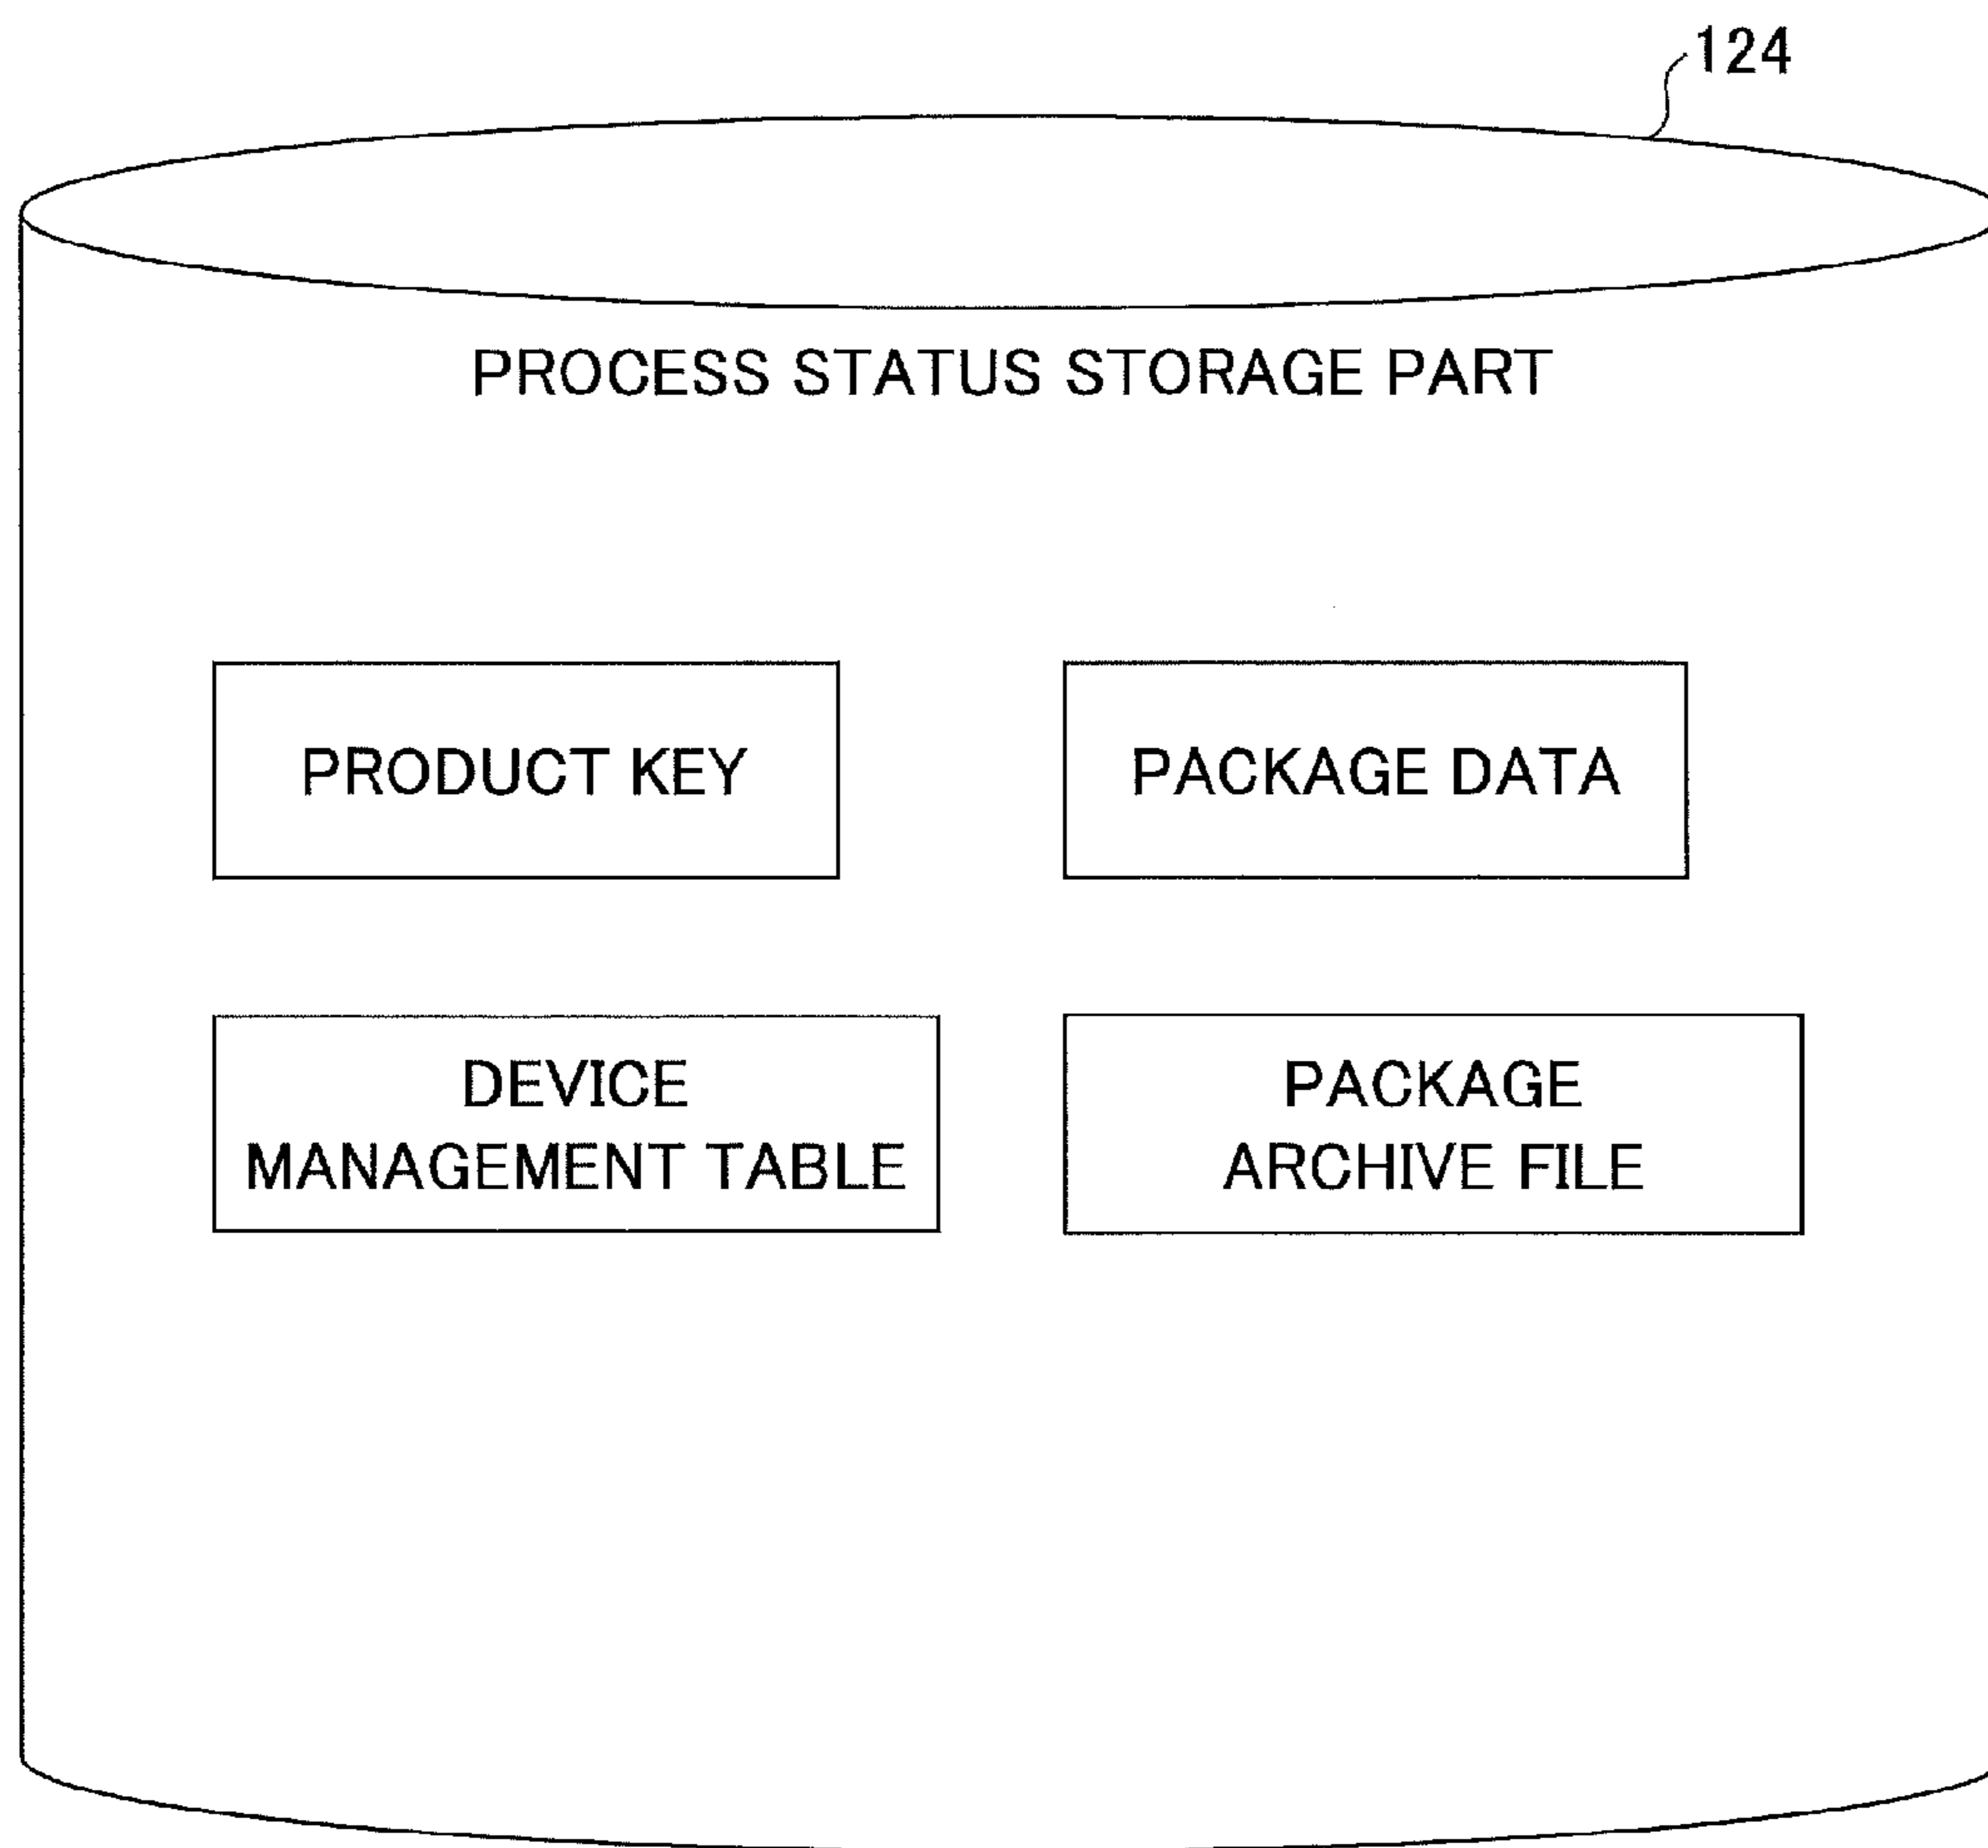 124
PROCESS STATUS STORAGE PART
PRODUCT KEY
PACKAGE DATA
DEVICE
MANAGEMENT TABLE
PACKAGE
ARCHIVE FILE